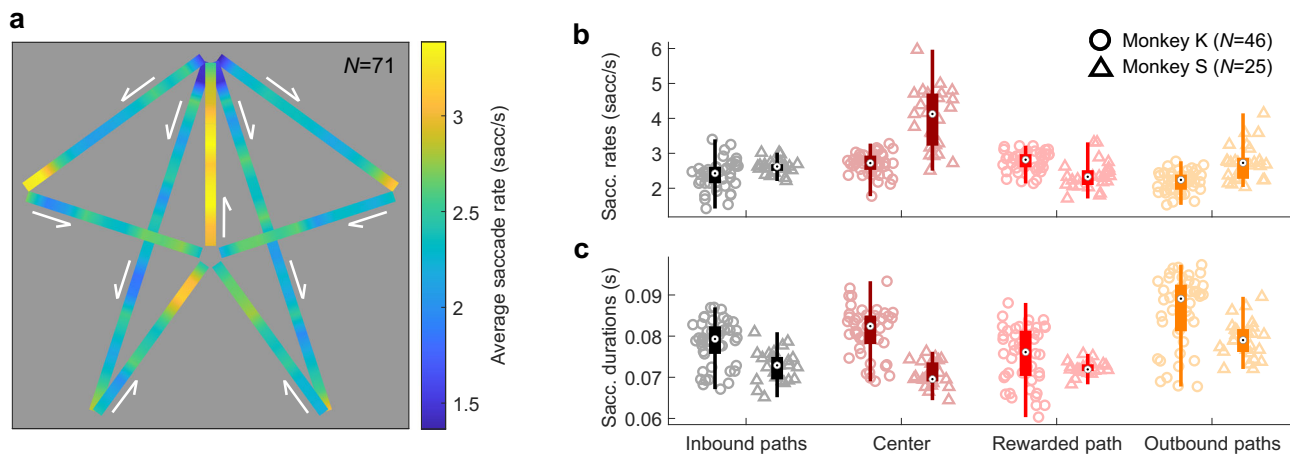 a
N=71
Average saccade rate (sacc/s)
3
2.5
2
1.5
b
Monkey K (N=46)
Monkey S (N=25)
Sacc. rates (sacc/s)
6
5
4
3
2
c
Sacc. durations (s)
0.09
0.08
0.07
0.06
Inbound paths
Center
Rewarded path
Outbound paths